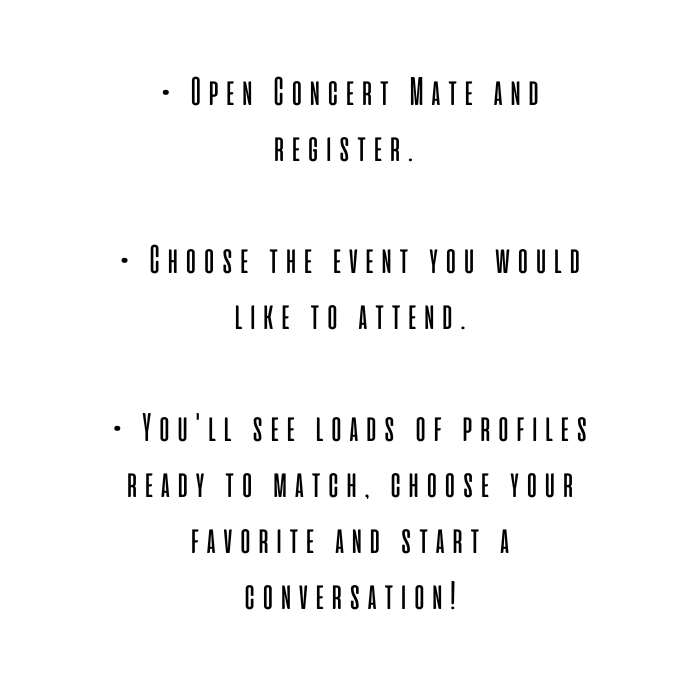 · Open Concert Mate and
register.
· Choose the event you would
like to attend.
· You'll see loads of profiles
ready to match, choose your
favorite and start a
conversation!